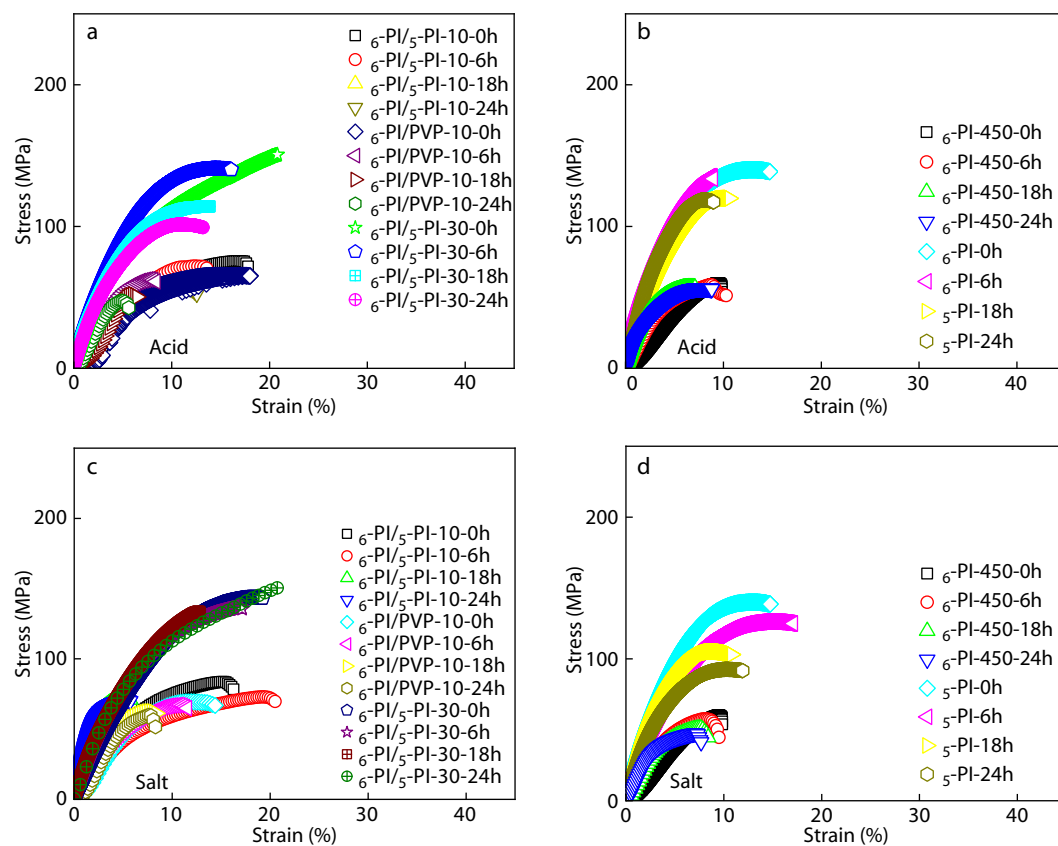 a
200
100
0
0
10
20
30
40
Stress (MPa)
Strain (%)
Acid
6-PI/5-PI-10-0h
6-PI/5-PI-10-6h
6-PI/5-PI-10-18h
6-PI/5-PI-10-24h
6-PI/PVP-10-0h
6-PI/PVP-10-6h
6-PI/PVP-10-18h
6-PI/PVP-10-24h
6-PI/5-PI-30-0h
6-PI/5-PI-30-6h
6-PI/5-PI-30-18h
6-PI/5-PI-30-24h
b
200
100
0
0
10
20
30
40
Stress (MPa)
Strain (%)
Acid
6-PI-450-0h
6-PI-450-6h
6-PI-450-18h
6-PI-450-24h
6-PI-0h
6-PI-6h
5-PI-18h
5-PI-24h
c
200
100
0
0
10
20
30
40
Stress (MPa)
Strain (%)
Salt
6-PI/5-PI-10-0h
6-PI/5-PI-10-6h
6-PI/5-PI-10-18h
6-PI/5-PI-10-24h
6-PI/PVP-10-0h
6-PI/PVP-10-6h
6-PI/PVP-10-18h
6-PI/PVP-10-24h
6-PI/5-PI-30-0h
6-PI/5-PI-30-6h
6-PI/5-PI-30-18h
6-PI/5-PI-30-24h
d
200
100
0
0
10
20
30
40
Stress (MPa)
Strain (%)
Salt
6-PI-450-0h
6-PI-450-6h
6-PI-450-18h
6-PI-450-24h
5-PI-0h
5-PI-6h
5-PI-18h
5-PI-24h